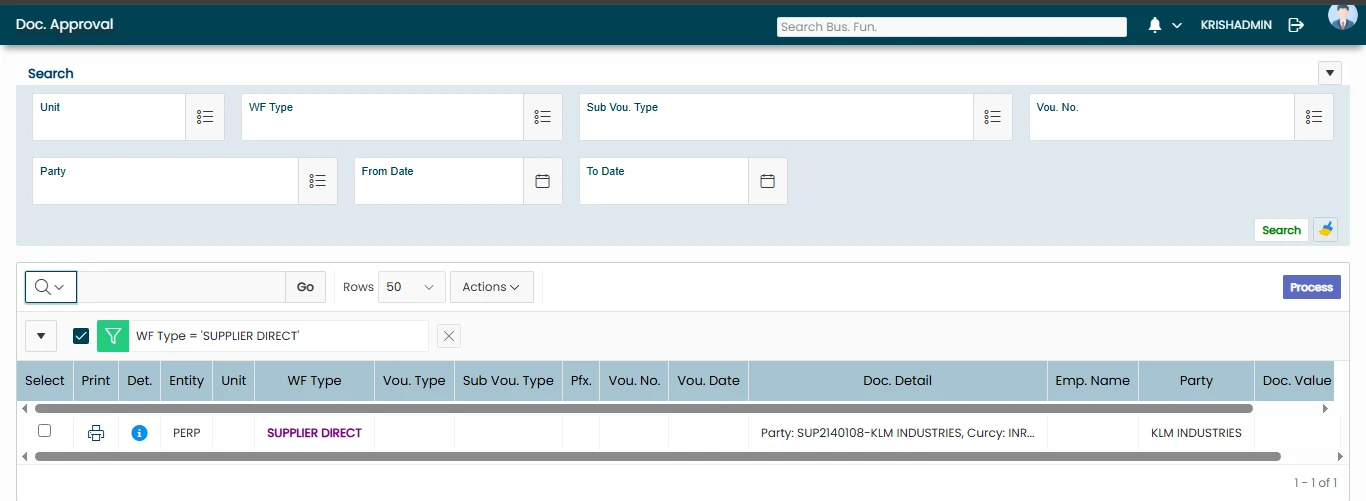 Doc. Approval
Search Bus. Fun.
KRISHADMIN
Search
Unit
WF Type
Sub Vou. Type
Vou. No.
Party
From Date
To Date
Search
Go
Rows
50
Actions
Process
WF Type = 'SUPPLIER DIRECT'
Select Print Det. Entity Unit WF Type Vou. Type Sub Vou. Type Pfx. Vou. No. Vou. Date Doc. Detail Emp. Name Party Doc. Value
PERP SUPPLIER DIRECT Party: SUP2140108-KLM INDUSTRIES, Curcy: INR... KLM INDUSTRIES
1 - 1 of 1